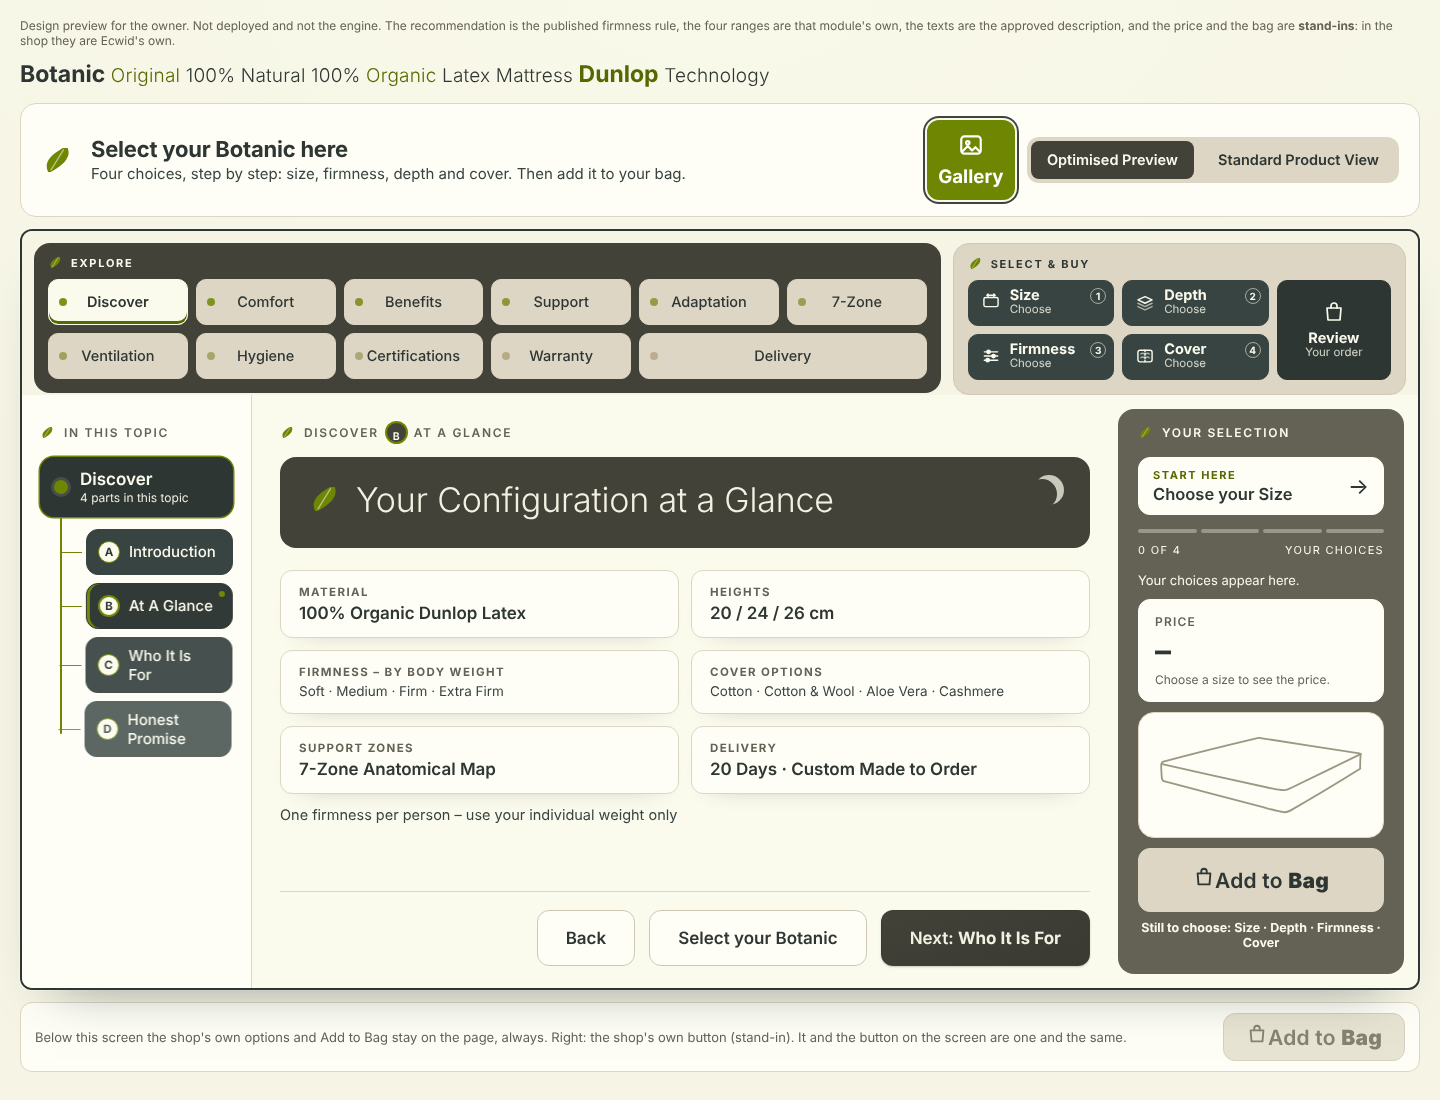 Design preview for the owner. Not deployed and not the engine. The recommendation is the published firmness rule, the four ranges are that module's own, the texts are the approved description, and the price and the bag are stand-ins: in the
shop they are Ecwid's own.
Botanic Original 100% Natural 100% Organic Latex Mattress Dunlop Technology
Select your Botanic here
Four choices, step by step: size, firmness, depth and cover. Then add it to your bag.
Gallery
Optimised Preview
Standard Product View
EXPLORE
Discover
Comfort
Benefits
Support
Adaptation
7-Zone
Ventilation
Hygiene
Certifications
Warranty
Delivery
SELECT & BUY
Size
Choose
1
Depth
Choose
2
Firmness
Choose
3
Cover
Choose
4
Review
Your order
IN THIS TOPIC
Discover
4 parts in this topic
A Introduction
B At A Glance
C Who It Is
For
D Honest
Promise
DISCOVER B AT A GLANCE
Your Configuration at a Glance
MATERIAL
100% Organic Dunlop Latex
HEIGHTS
20 / 24 / 26 cm
FIRMNESS – BY BODY WEIGHT
Soft · Medium · Firm · Extra Firm
COVER OPTIONS
Cotton · Cotton & Wool · Aloe Vera · Cashmere
SUPPORT ZONES
7-Zone Anatomical Map
DELIVERY
20 Days · Custom Made to Order
One firmness per person – use your individual weight only
Back
Select your Botanic
Next: Who It Is For
YOUR SELECTION
START HERE
Choose your Size
0 OF 4
YOUR CHOICES
Your choices appear here.
PRICE
–
Choose a size to see the price.
Add to Bag
Still to choose: Size · Depth · Firmness ·
Cover
Below this screen the shop's own options and Add to Bag stay on the page, always. Right: the shop's own button (stand-in). It and the button on the screen are one and the same.
Add to Bag